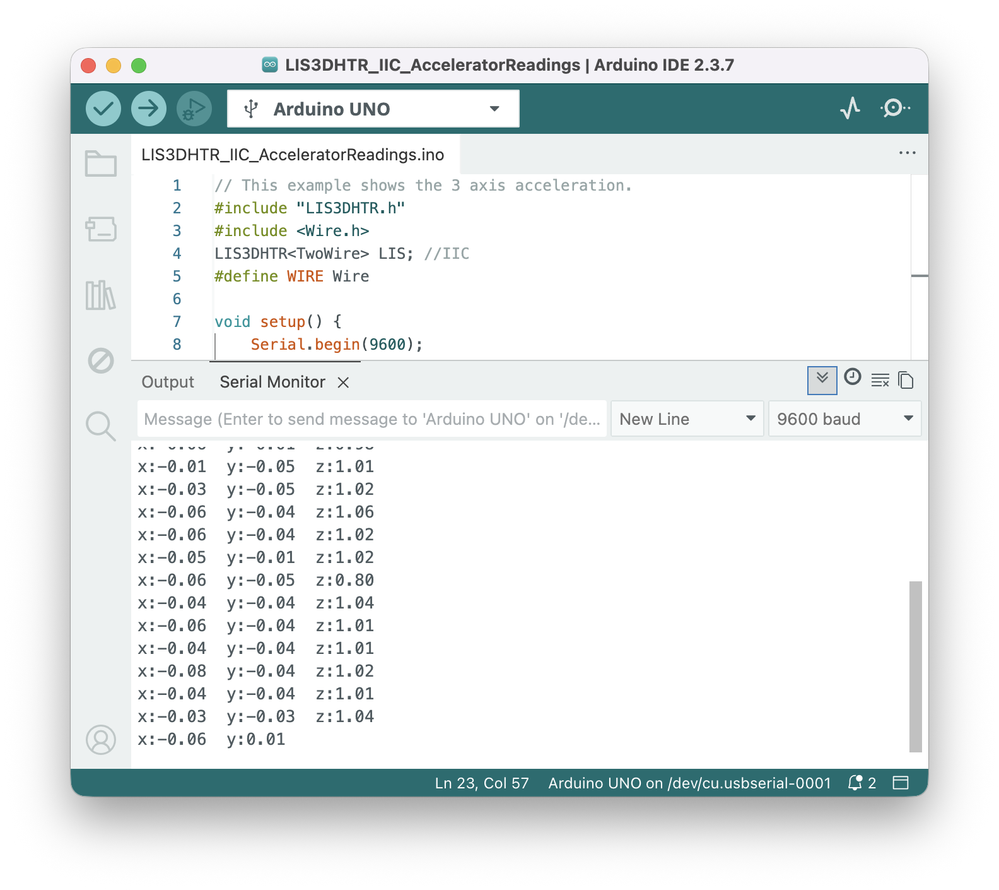 LIS3DHTR_IIC_AcceleratorReadings | Arduino IDE 2.3.7
Arduino UNO
LIS3DHTR_IIC_AcceleratorReadings.ino
1 // This example shows the 3 axis acceleration.
2 #include "LIS3DHTR.h"
3 #include <Wire.h>
4 LIS3DHTR<TwoWire> LIS; //IIC
5 #define WIRE Wire
6
7 void setup() {
8 Serial.begin(9600);
Output Serial Monitor
Message (Enter to send message to 'Arduino UNO' on '/de... New Line 9600 baud
x:-0.01 y:-0.05 z:1.01
x:-0.03 y:-0.05 z:1.02
x:-0.06 y:-0.04 z:1.06
x:-0.06 y:-0.04 z:1.02
x:-0.05 y:-0.01 z:1.02
x:-0.06 y:-0.05 z:0.80
x:-0.04 y:-0.04 z:1.04
x:-0.06 y:-0.04 z:1.01
x:-0.04 y:-0.04 z:1.01
x:-0.08 y:-0.04 z:1.02
x:-0.04 y:-0.04 z:1.01
x:-0.03 y:-0.03 z:1.04
x:-0.06 y:0.01
Ln 23, Col 57 Arduino UNO on /dev/cu.usbserial-0001 2